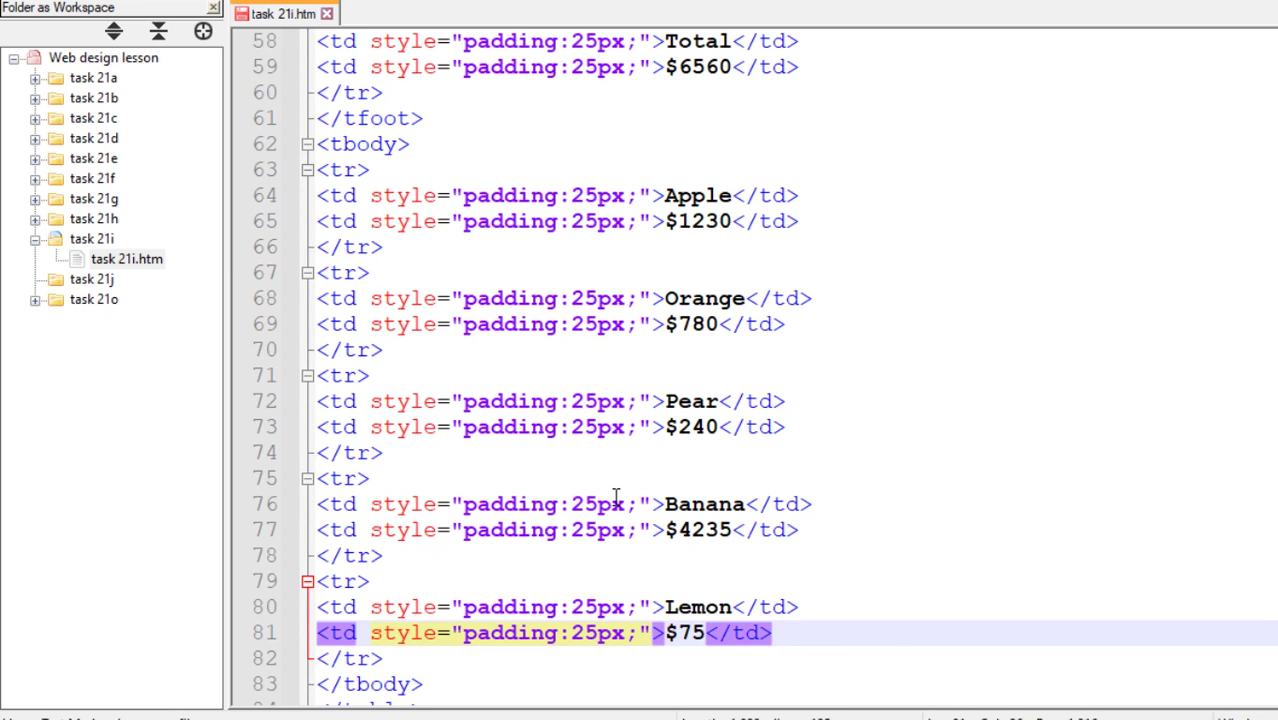 Folder as Workspace
Web design lesson
task 21a
task 21b
task 21c
task 21d
task 21e
task 21f
task 21g
task 21h
task 21i
task 21i.htm
task 21j
task 21o
task 21i.htm
58 <td style="padding:25px;">Total</td>
59 <td style="padding:25px;">$6560</td>
60 </tr>
61 </tfoot>
62 <tbody>
63 <tr>
64 <td style="padding:25px;">Apple</td>
65 <td style="padding:25px;">$1230</td>
66 </tr>
67 <tr>
68 <td style="padding:25px;">Orange</td>
69 <td style="padding:25px;">$780</td>
70 </tr>
71 <tr>
72 <td style="padding:25px;">Pear</td>
73 <td style="padding:25px;">$240</td>
74 </tr>
75 <tr>
76 <td style="padding:25px;">Banana</td>
77 <td style="padding:25px;">$4235</td>
78 </tr>
79 <tr>
80 <td style="padding:25px;">Lemon</td>
81 <td style="padding:25px;">$75</td>
82 </tr>
83 </tbody>